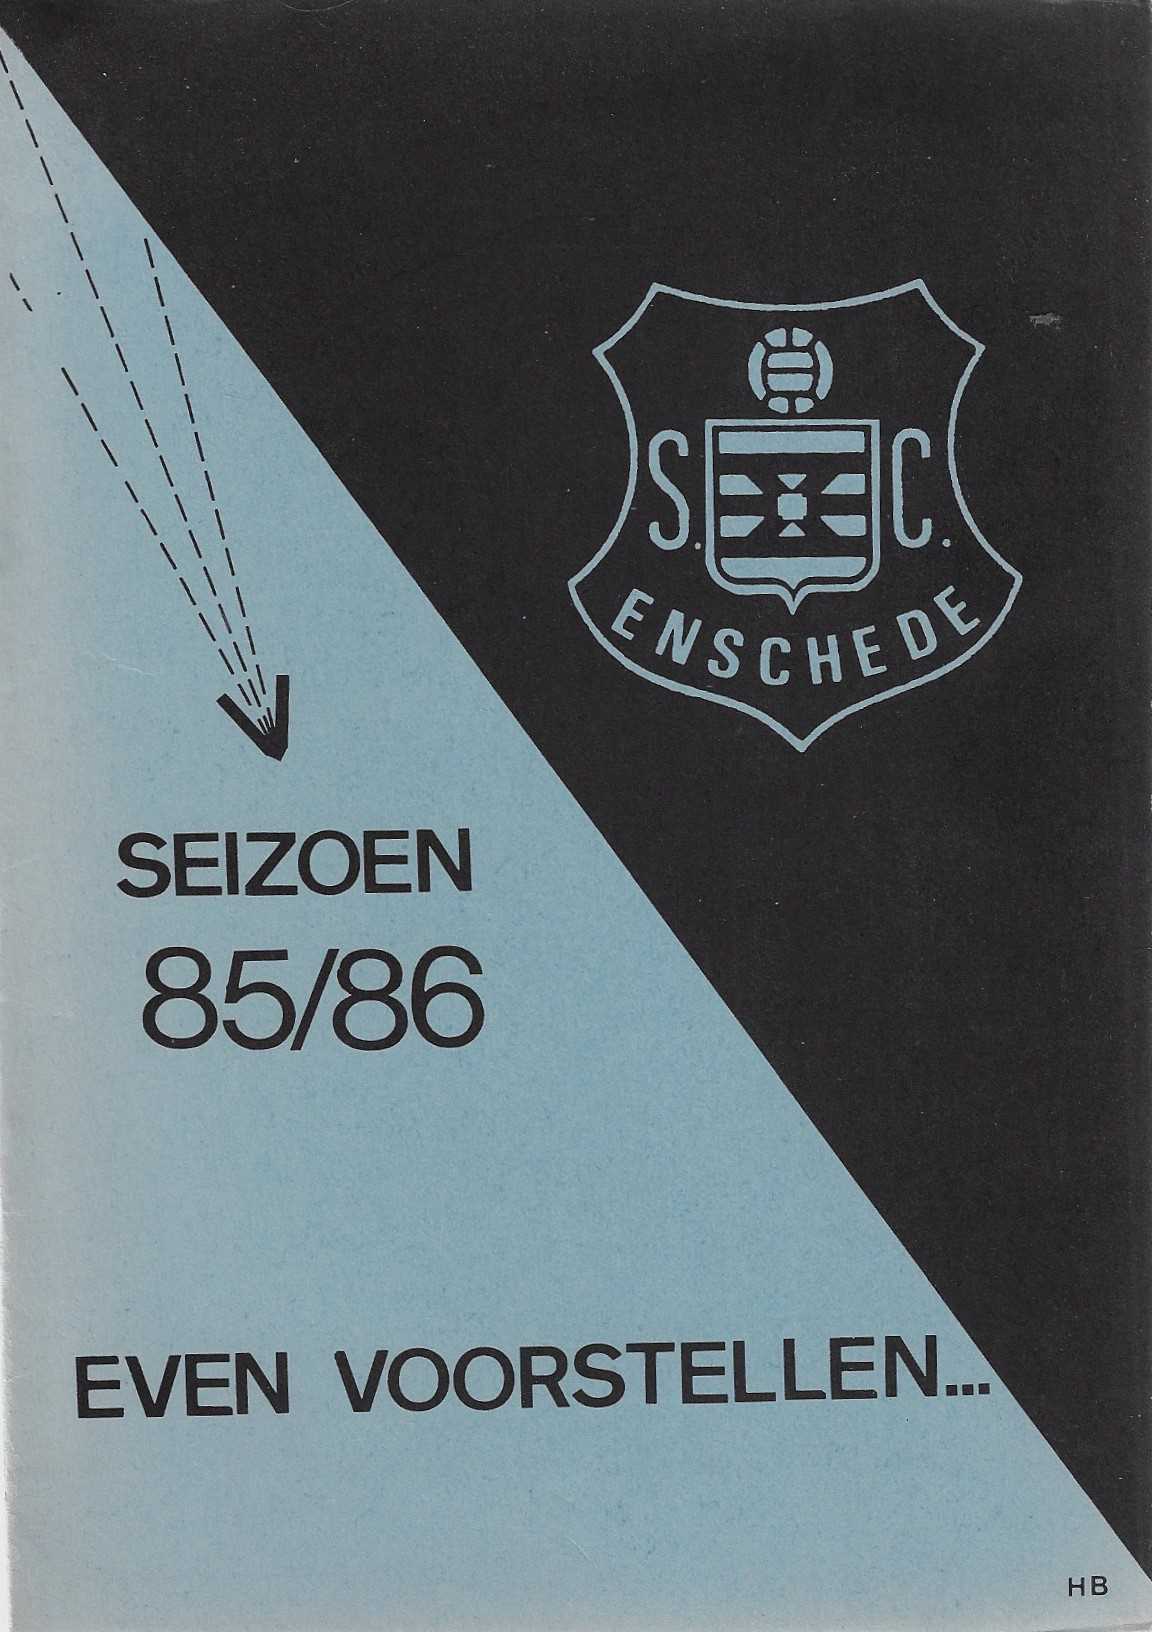 S. C.
ENSCHEDE
SEIZOEN
85/86
EVEN VOORSTELLEN...
HB